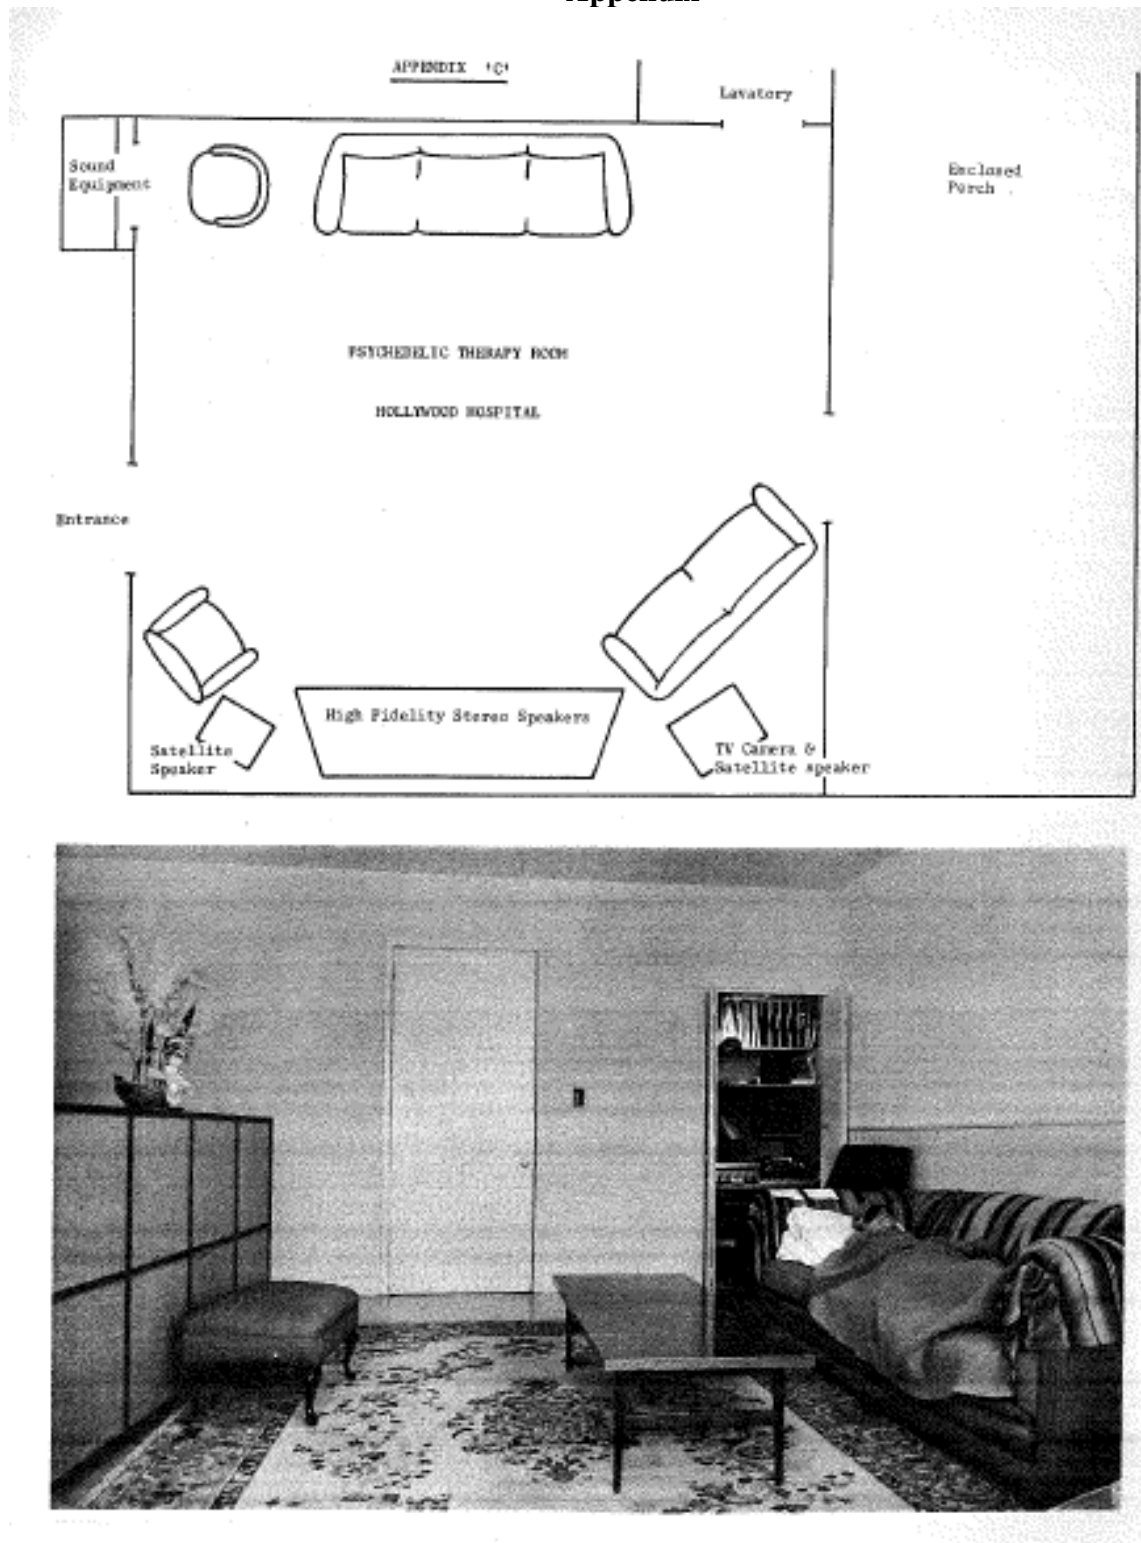 APPENDIX 'C'
Lavatory
Sound
Equipment
Enclosed
Porch
PSYCHEDELIC THERAPY ROOM
HOLLYWOOD HOSPITAL
Entrance
High Fidelity Stereo Speakers
Satellite
Speaker
TV Camera &
Satellite speaker